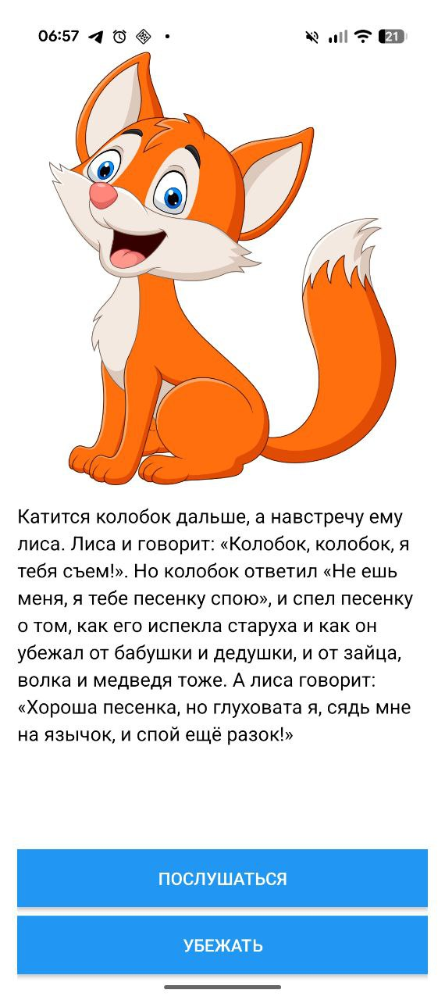 06:57
21
Катится колобок дальше, а навстречу ему
лиса. Лиса и говорит: «Колобок, колобок, я
тебя съем!». Но колобок ответил «Не ешь
меня, я тебе песенку спою», и спел песенку
о том, как его испекла старуха и как он
убежал от бабушки и дедушки, и от зайца,
волка и медведя тоже. А лиса говорит:
«Хороша песенка, но глуховата я, сядь мне
на язычок, и спой ещё разок!»
ПОСЛУШАТЬСЯ
УБЕЖАТЬ